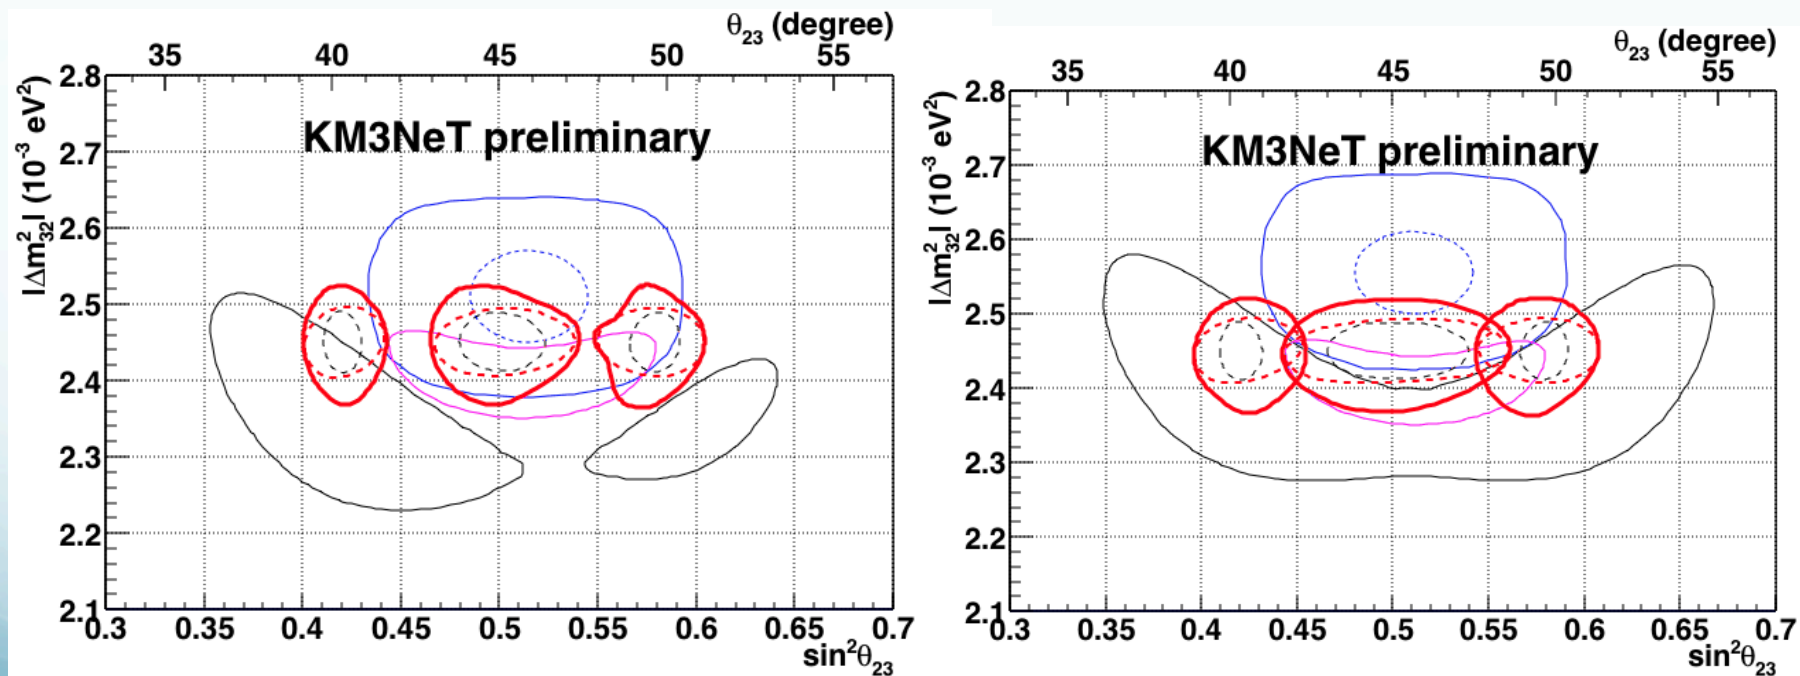 θ23 (degree)
35 40 45 50 55
KM3NeT preliminary
|Δm²32| (10⁻³ eV²)
2.8
2.7
2.6
2.5
2.4
2.3
2.2
2.1
0.3 0.35 0.4 0.45 0.5 0.55 0.6 0.65 0.7
sin²θ23
θ23 (degree)
35 40 45 50 55
KM3NeT preliminary
|Δm²32| (10⁻³ eV²)
2.8
2.7
2.6
2.5
2.4
2.3
2.2
2.1
0.3 0.35 0.4 0.45 0.5 0.55 0.6 0.65 0.7
sin²θ23